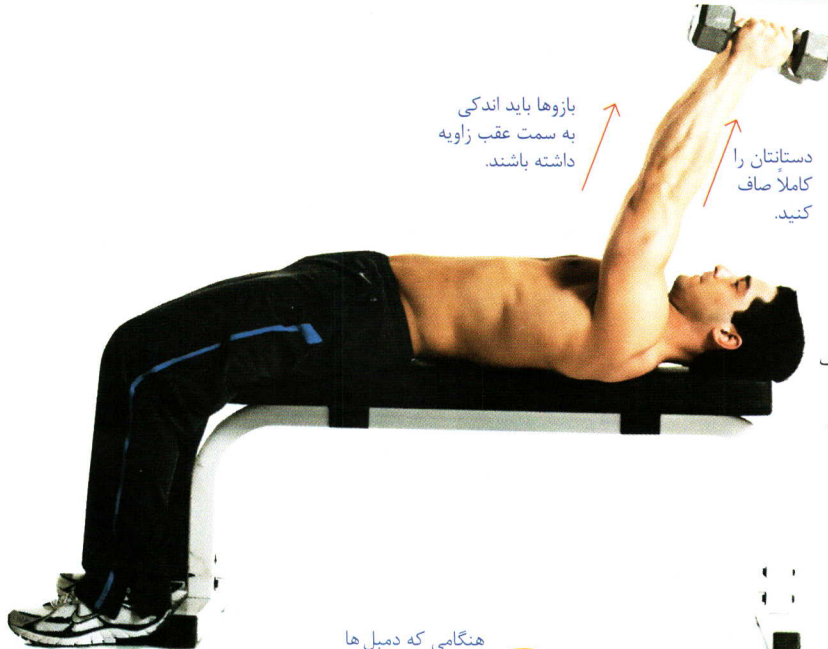 بازوها باید اندکی
به سمت عقب زاویه
داشته باشند.
دستانتان را
کاملاً صاف
کنید.
هنگامی که دمبل‌ها